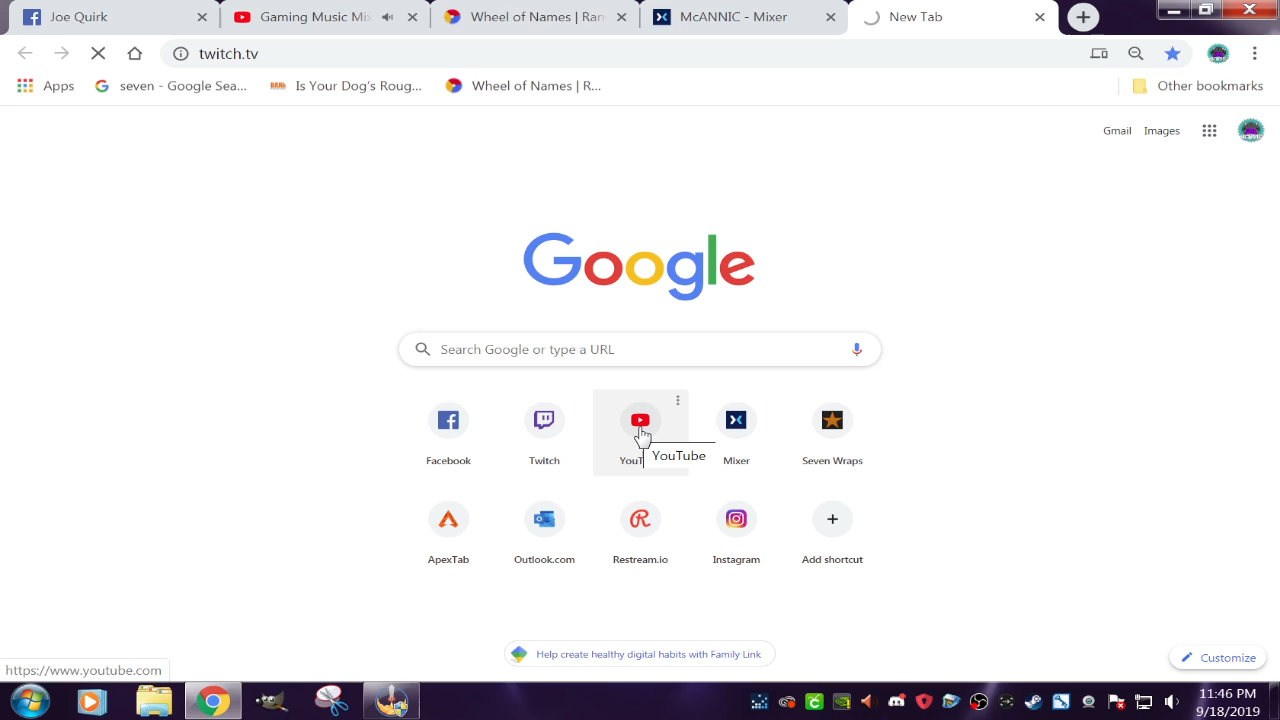 Joe Quirk
Gaming Music Mix
Wheel of Names | Ran
McANNIC - Mixer
New Tab
twitch.tv
Apps
seven - Google Sea...
Is Your Dog's Roug...
Wheel of Names | R...
Other bookmarks
Gmail
Images
Google
Search Google or type a URL
Facebook
Twitch
YouT
YouTube
Mixer
Seven Wraps
ApexTab
Outlook.com
Restream.io
Instagram
Add shortcut
Help create healthy digital habits with Family Link
Customize
https://www.youtube.com
11:46 PM
9/18/2019